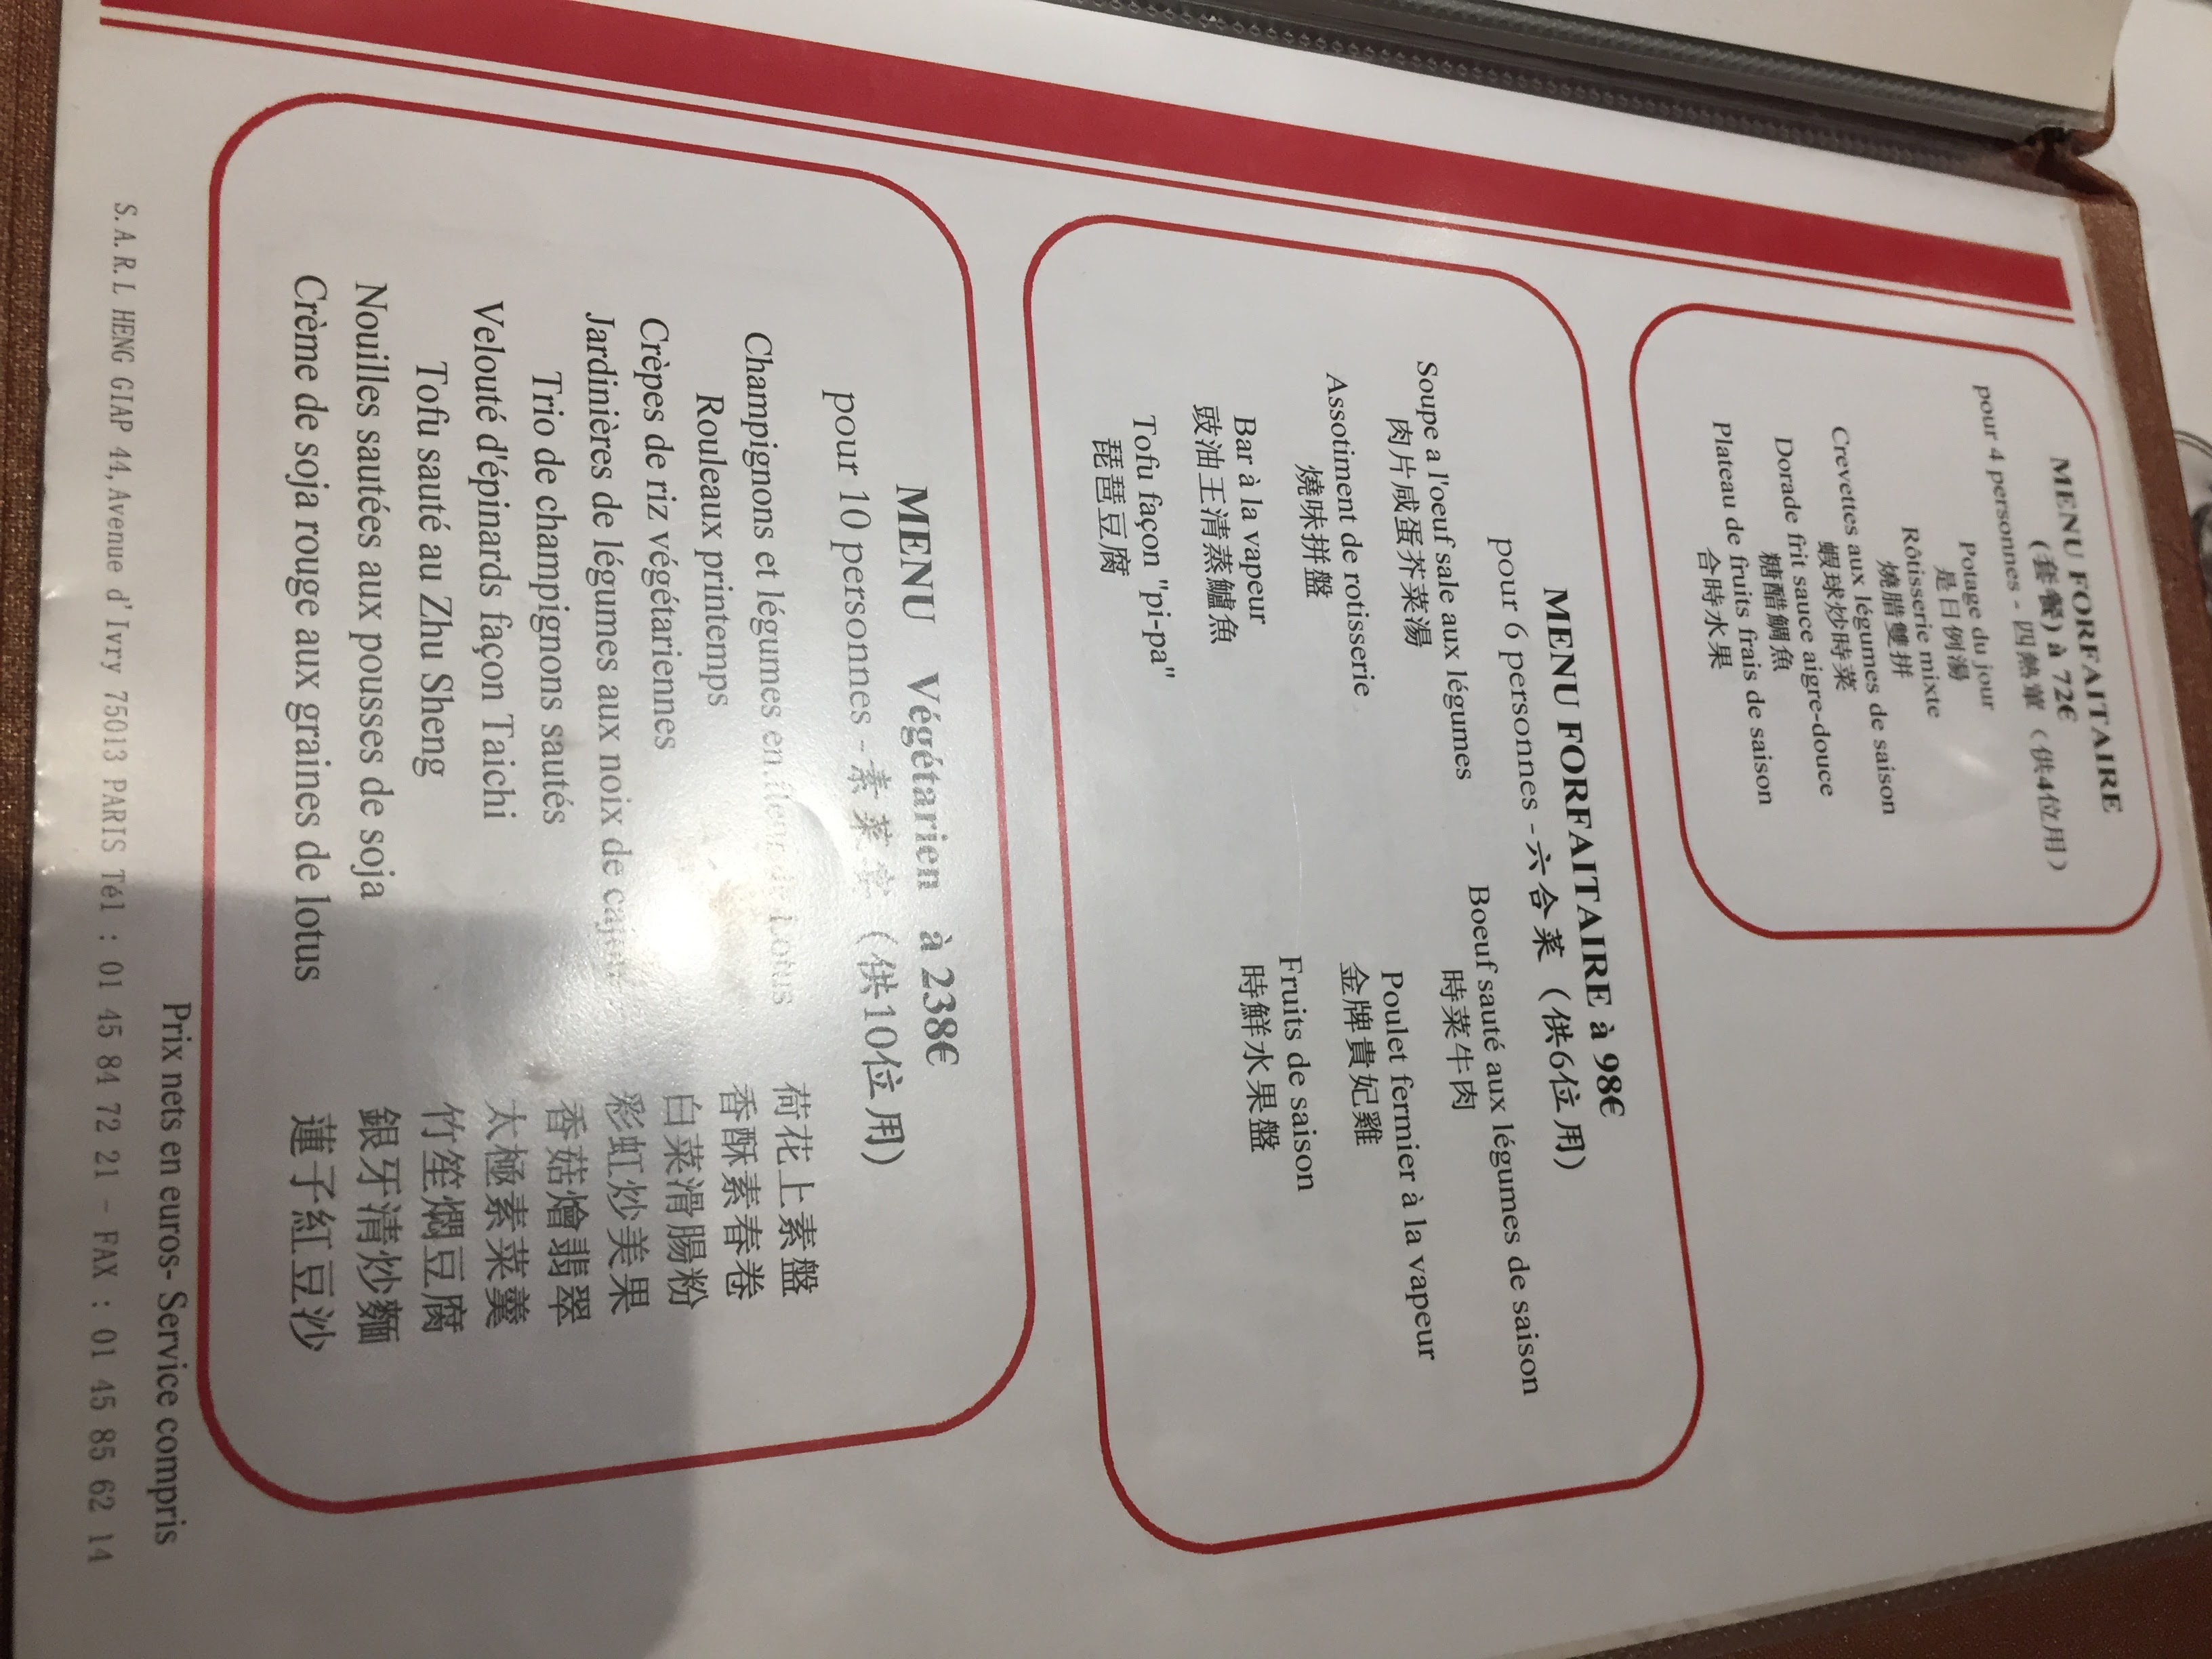 MENU FORFAITAIRE
(套餐) à 72€
pour 4 personnes - 四熱葷（供4位用）
Potage du jour
是日例湯
Rôtisserie mixte
燒腊雙拼
Crevettes aux légumes de saison
蝦球炒時菜
Dorade frit sauce aigre-douce
糖醋鯛魚
Plateau de fruits frais de saison
合時水果
MENU FORFAITAIRE à 98€
pour 6 personnes - 六合菜（供6位用）
Soupe a l'oeuf sale aux légumes
肉片咸蛋芥菜湯
Assotiment de rotisserie
燒味拼盤
Bar à la vapeur
豉油王清蒸鱸魚
Tofu façon "pi-pa"
琵琶豆腐
Boeuf sauté aux légumes de saison
時菜牛肉
Poulet fermier à la vapeur
金牌貴妃雞
Fruits de saison
時鮮水果盤
MENU Végétarien à 238€
pour 10 personnes - 素菜（供10位用）
Champignons et légumes en Lotus 荷花上素盤
Rouleaux printemps 香酥素春卷
Crèpes de riz végétariennes 白菜滑腸粉
Jardinières de légumes aux noix de cajou 彩虹炒美果
Trio de champignons sautés 香菇燴翡翠
Velouté d'épinards façon Taichi 太極素菜羹
Tofu sauté au Zhu Sheng 竹笙燜豆腐
Nouilles sautées aux pousses de soja 銀牙清炒麵
Crème de soja rouge aux graines de lotus 蓮子紅豆沙
Prix nets en euros- Service compris
S.A.R.L HENG GIAP 44, Avenue d'Ivry 75013 PARIS Tél : 01 45 84 72 21 - FAX : 01 45 85 62 14